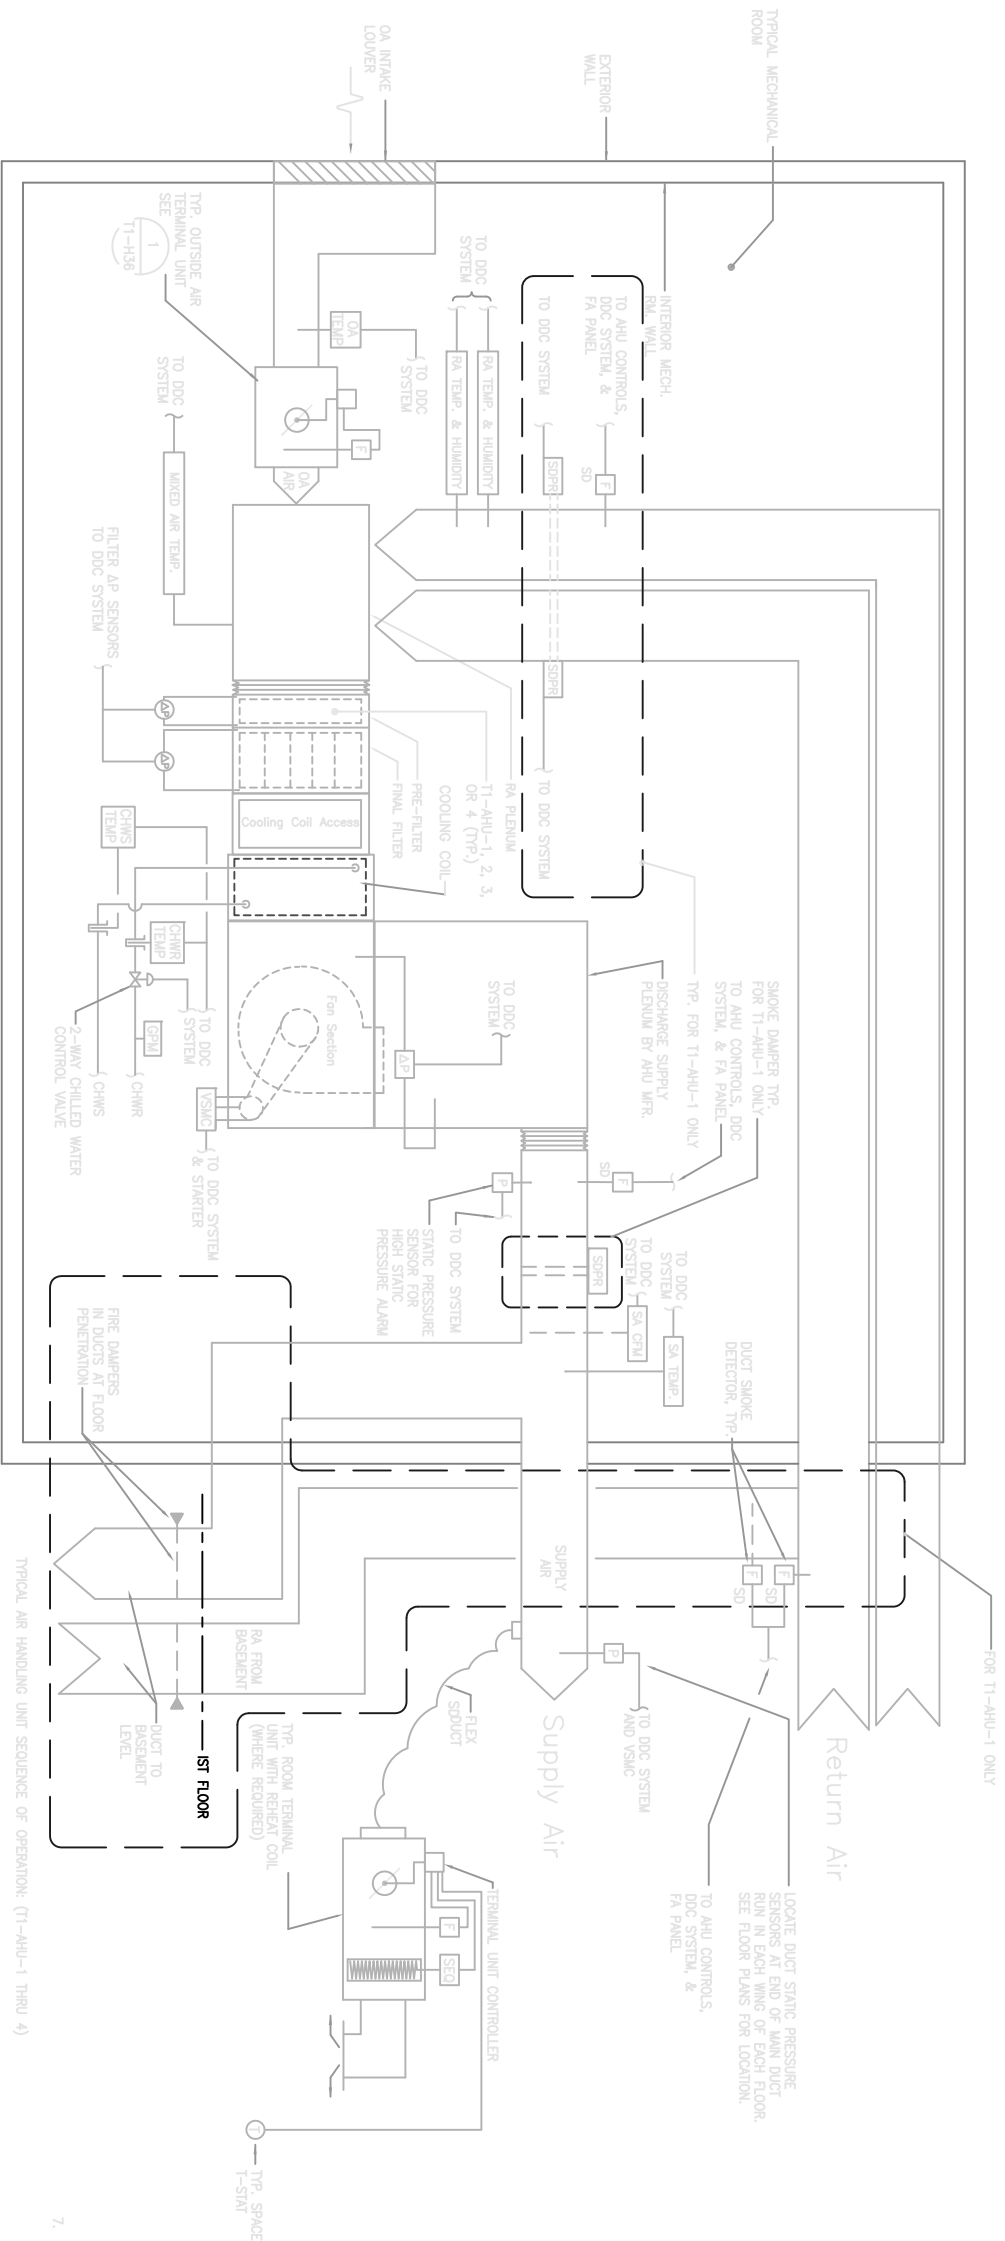 TYPICAL MECHANICAL
ROOM
EXTERIOR
WALL
OA INTAKE
LOUVER
INTERIOR MECH.
RM. WALL
TO AHU CONTROLS,
DDC SYSTEM, &
FA PANEL
F
SD
TO DDC SYSTEM
SDPR
SDPR
TO DDC SYSTEM
TO DDC
SYSTEM
RA TEMP. & HUMIDITY
RA TEMP. & HUMIDITY
TYP. OUTSIDE AIR
TERMINAL UNIT
SEE
1
T1-H36
OA
TEMP
TO DDC
SYSTEM
F
OA
AIR
TO DDC
SYSTEM
MIXED AIR TEMP.
FILTER ΔP SENSORS
TO DDC SYSTEM
ΔP
ΔP
RA PLENUM
T1-AHU-1, 2, 3,
OR 4 (TYP.)
PRE-FILTER
FINAL FILTER
COOLING COIL
Cooling Coil Access
CHWS
TEMP
CHWR
TEMP
TO DDC
SYSTEM
GPM
CHWR
CHWS
2-WAY CHILLED WATER
CONTROL VALVE
Fan Section
VSMC
TO DDC SYSTEM
& STARTER
ΔP
TO DDC
SYSTEM
DISCHARGE SUPPLY
PLENUM BY AHU MFR.
TYP. FOR T1-AHU-1 ONLY
TO AHU CONTROLS, DDC
SYSTEM, & FA PANEL
SMOKE DAMPER TYP.
FOR T1-AHU-1 ONLY
SD
F
P
TO DDC SYSTEM
STATIC PRESSURE
SENSOR FOR
HIGH STATIC
PRESSURE ALARM
SDPR
TO DDC
SYSTEM
SA CFM
TO DDC
SYSTEM
SA TEMP.
DUCT SMOKE
DETECTOR, TYP.
F
SD
F
SD
FIRE DAMPERS
IN DUCTS AT FLOOR
PENETRATION
SUPPLY
AIR
P
TO DDC SYSTEM
AND VSMC
FOR T1-AHU-1 ONLY
RA FROM
BASEMENT
DUCT TO
BASEMENT
LEVEL
IST FLOOR
FLEX
DUCT
SD
Supply Air
Return Air
TYP. ROOM TERMINAL
UNIT WITH REHEAT COIL
(WHERE REQUIRED)
TERMINAL UNIT CONTROLLER
F
SEQ
LOCATE DUCT STATIC PRESSURE
SENSORS AT END OF MAIN DUCT
RUN IN EACH WING OF EACH FLOOR.
SEE FLOOR PLANS FOR LOCATION.
TO AHU CONTROLS,
DDC SYSTEM, &
FA PANEL
T
TYP. SPACE
T-STAT
TYPICAL AIR HANDLING UNIT SEQUENCE OF OPERATION: (T1-AHU-1 THRU 4)
7.